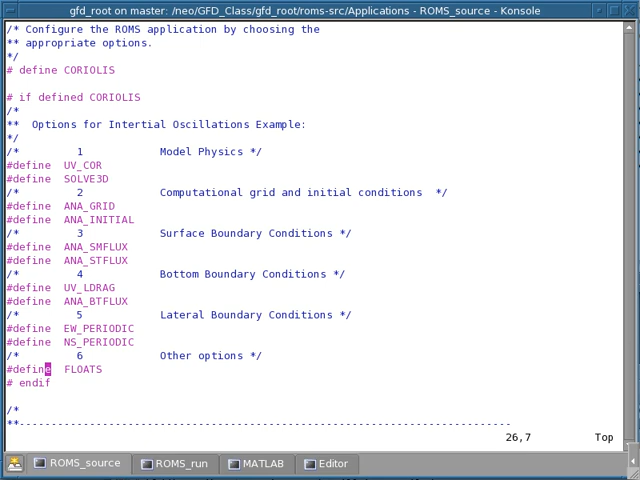 gfd_root on master: /neo/GFD_Class/gfd_root/roms-src/Applications - ROMS_source - Konsole
/* Configure the ROMS application by choosing the
** appropriate options.
*/
# define CORIOLIS
# if defined CORIOLIS
/*
**  Options for Intertial Oscillations Example:
*/
/*         1            Model Physics */
#define  UV_COR
#define  SOLVE3D
/*         2            Computational grid and initial conditions  */
#define  ANA_GRID
#define  ANA_INITIAL
/*         3            Surface Boundary Conditions */
#define  ANA_SMFLUX
#define  ANA_STFLUX
/*         4            Bottom Boundary Conditions */
#define  UV_LDRAG
#define  ANA_BTFLUX
/*         5            Lateral Boundary Conditions */
#define  EW_PERIODIC
#define  NS_PERIODIC
/*         6            Other options */
#define  FLOATS
# endif
/*
**-----------------------------------------------------------------------------
26,7          Top
ROMS_source  ROMS_run  MATLAB  Editor